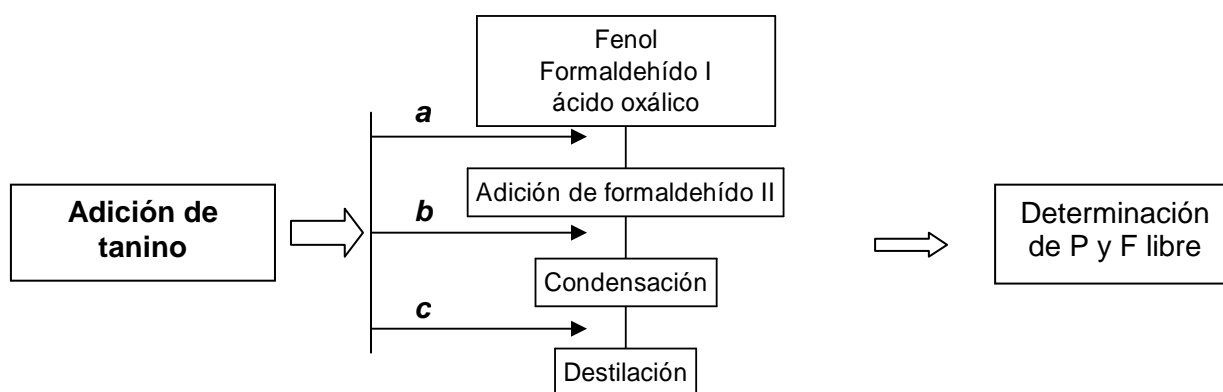 Fenol
Formaldehído I
ácido oxálico
a
Adición de formaldehído II
b
Adición de
tanino
Determinación
de P y F libre
Condensación
c
Destilación